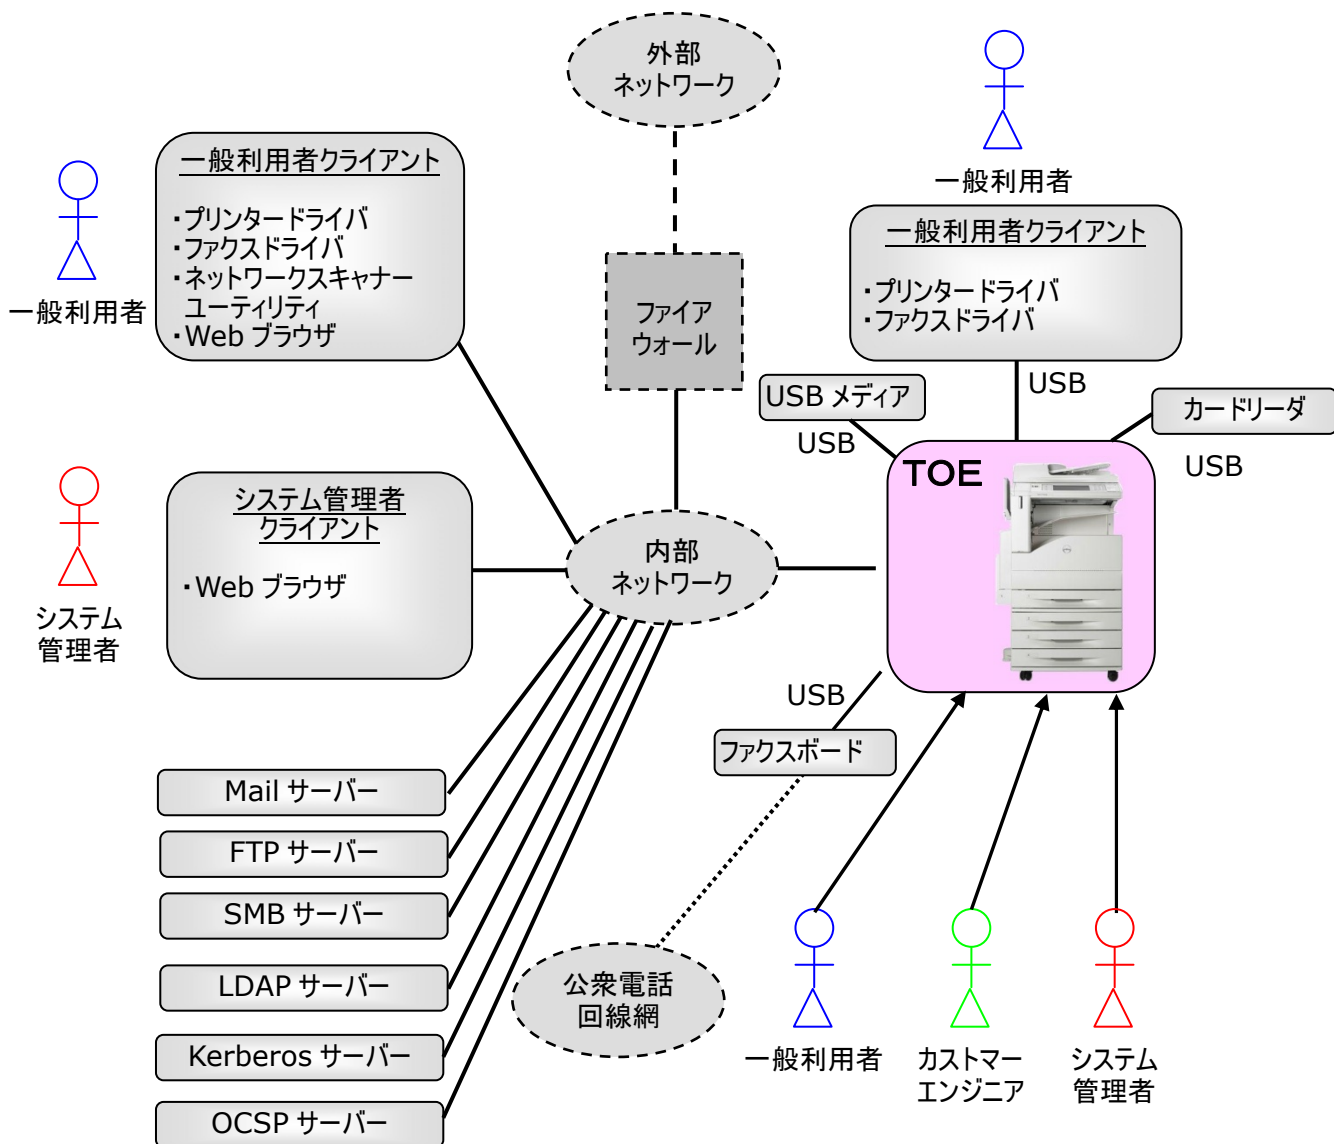 外部
ネットワーク
一般利用者クライアント
・プリンタードライバ
・ファクスドライバ
・ネットワークスキャナー
ユーティリティ
・Web ブラウザ
一般利用者
一般利用者
一般利用者クライアント
・プリンタードライバ
・ファクスドライバ
ファイア
ウォール
USB
USB メディア
USB
カードリーダ
USB
TOE
システム管理者
クライアント
・Web ブラウザ
システム
管理者
内部
ネットワーク
USB
ファクスボード
Mail サーバー
FTP サーバー
SMB サーバー
LDAP サーバー
Kerberos サーバー
OCSP サーバー
公衆電話
回線網
一般利用者
カストマー
エンジニア
システム
管理者